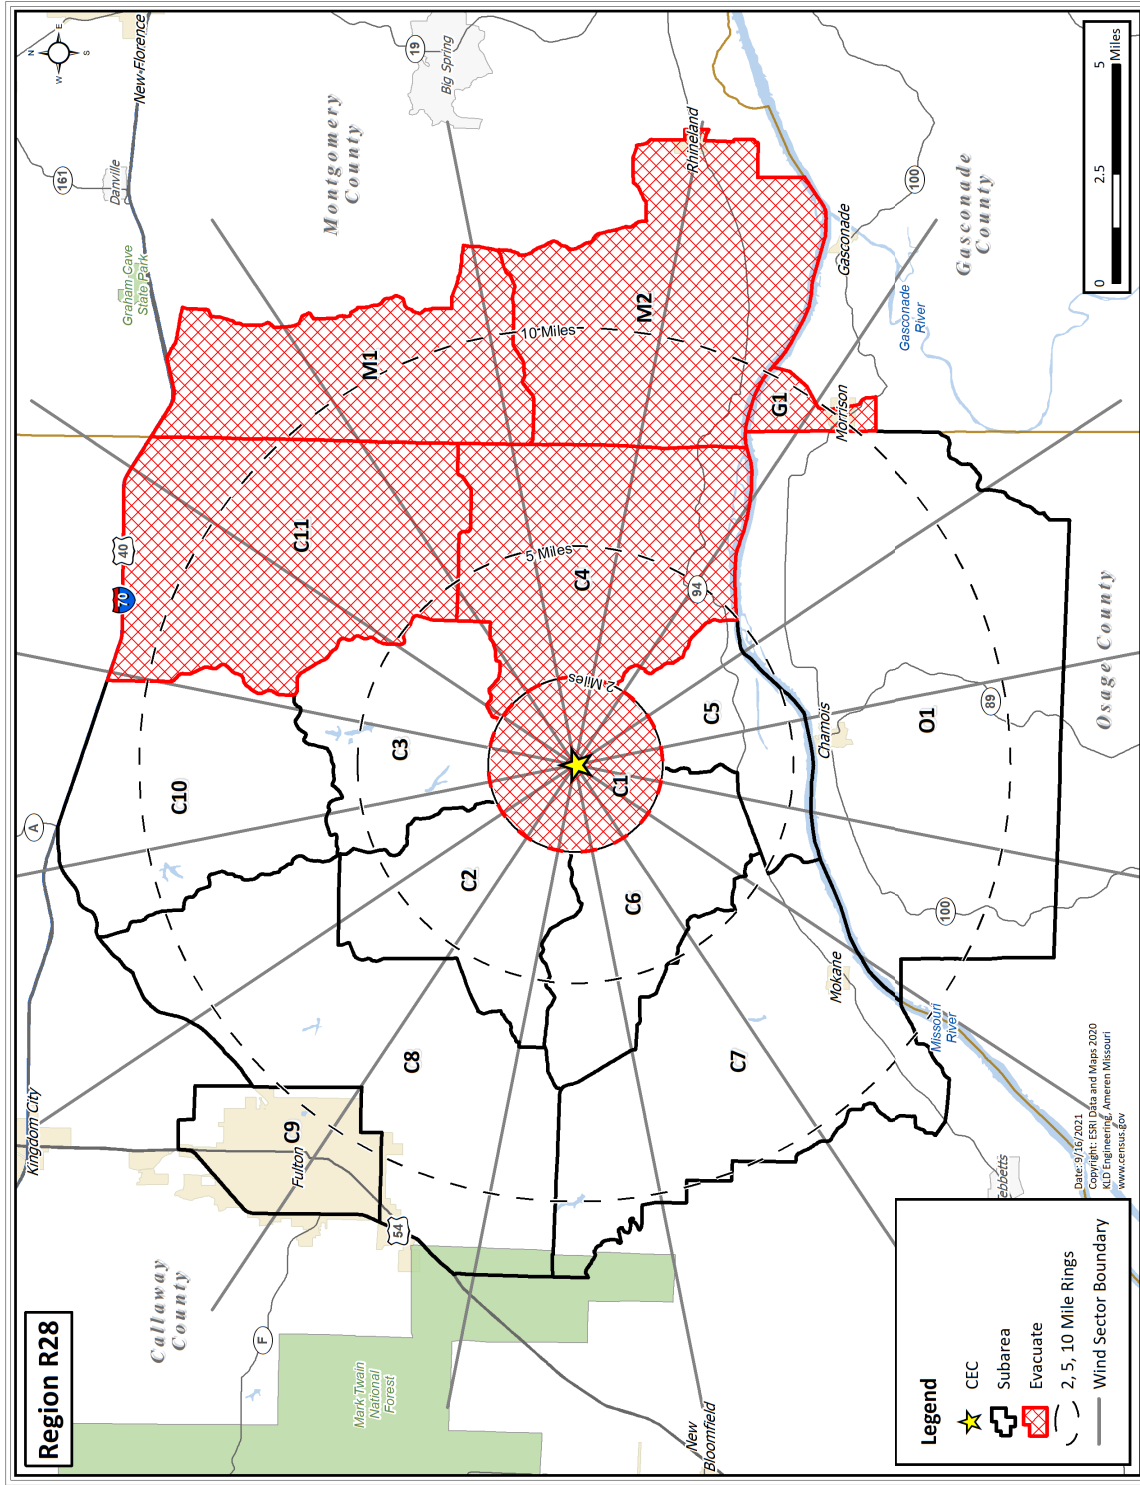 Region R28
Kingdom City
A
161
Danville
New Florence
N
E
S
W
Graham Cave
State Park
Montgomery
County
19
Big Spring
70
40
Callaway
County
F
Fulton
C9
54
C10
C11
M1
C3
C8
C2
5 Miles
10 Miles
2 Miles
C4
M2
C1
C6
C5
C7
94
Rhineland
Mark Twain
National
Forest
New
Bloomfield
Mokane
Chamois
G1
Morrison
Gasconade
100
Gasconade
River
Gasconade
County
Missouri
River
O1
89
100
Osage County
Tebbetts
Legend
CEC
Subarea
Evacuate
2, 5, 10 Mile Rings
Wind Sector Boundary
Date: 9/16/2021
Copyright: ESRI Data and Maps 2020
KLD Engineering, Ameren Missouri
www.census.gov
0
2.5
5
Miles